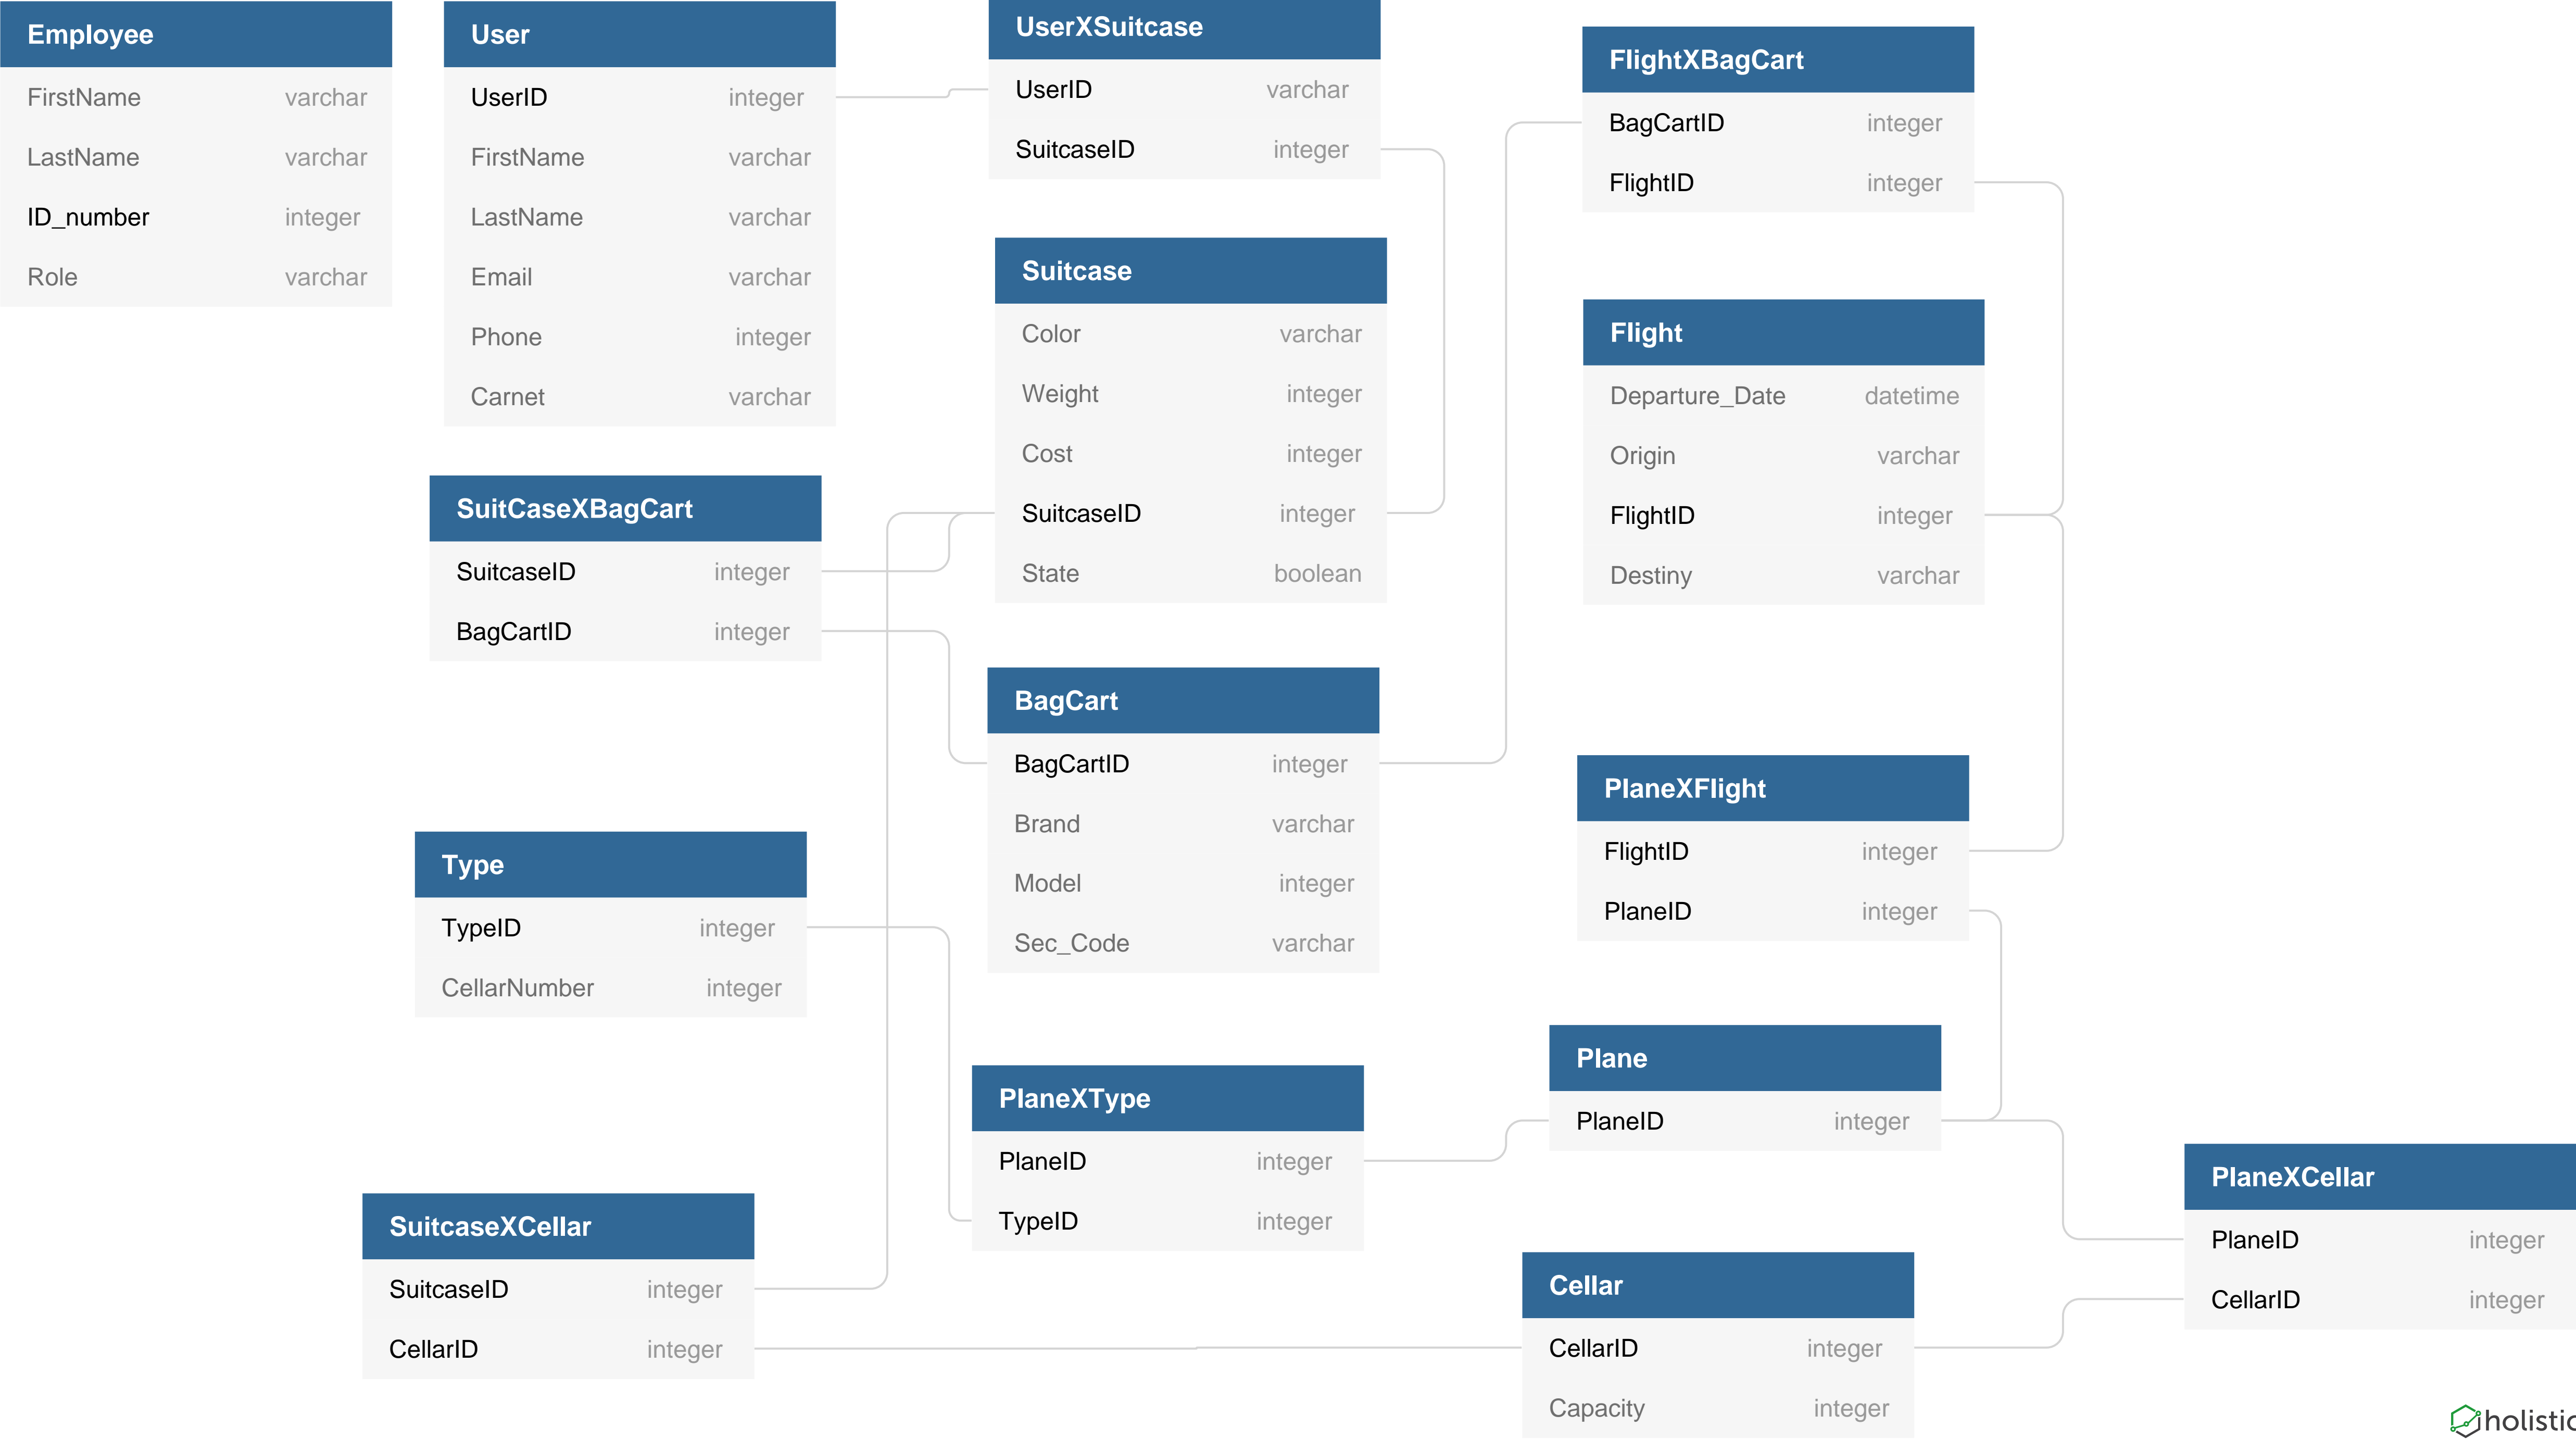 Employee
FirstName varchar
LastName varchar
ID_number integer
Role varchar
User
UserID integer
FirstName varchar
LastName varchar
Email varchar
Phone integer
Carnet varchar
UserXSuitcase
UserID varchar
SuitcaseID integer
FlightXBagCart
BagCartID integer
FlightID integer
Suitcase
Color varchar
Weight integer
Cost integer
SuitcaseID integer
State boolean
Flight
Departure_Date datetime
Origin varchar
FlightID integer
Destiny varchar
SuitCaseXBagCart
SuitcaseID integer
BagCartID integer
BagCart
BagCartID integer
Brand varchar
Model integer
Sec_Code varchar
PlaneXFlight
FlightID integer
PlaneID integer
Type
TypeID integer
CellarNumber integer
PlaneXType
PlaneID integer
TypeID integer
Plane
PlaneID integer
PlaneXCellar
PlaneID integer
CellarID integer
SuitcaseXCellar
SuitcaseID integer
CellarID integer
Cellar
CellarID integer
Capacity integer